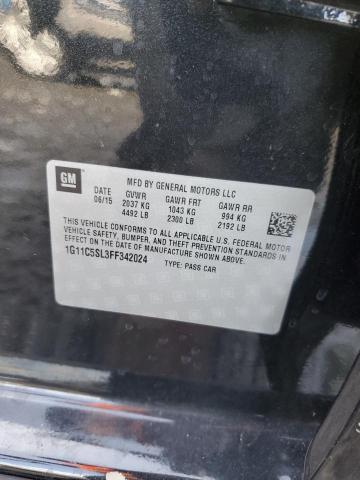 GM
MFD BY GENERAL MOTORS LLC
DATE GVWR GAWR FRT GAWR RR
06/15 2037 KG 1043 KG 994 KG
4492 LB 2300 LB 2192 LB
THIS VEHICLE CONFORMS TO ALL APPLICABLE U.S. FEDERAL MOTOR
VEHICLE SAFETY, BUMPER, AND THEFT PREVENTION STANDARDS IN
EFFECT ON THE DATE OF MANUFACTURE SHOWN ABOVE.
1G11C5SL3FF342024 TYPE: PASS CAR